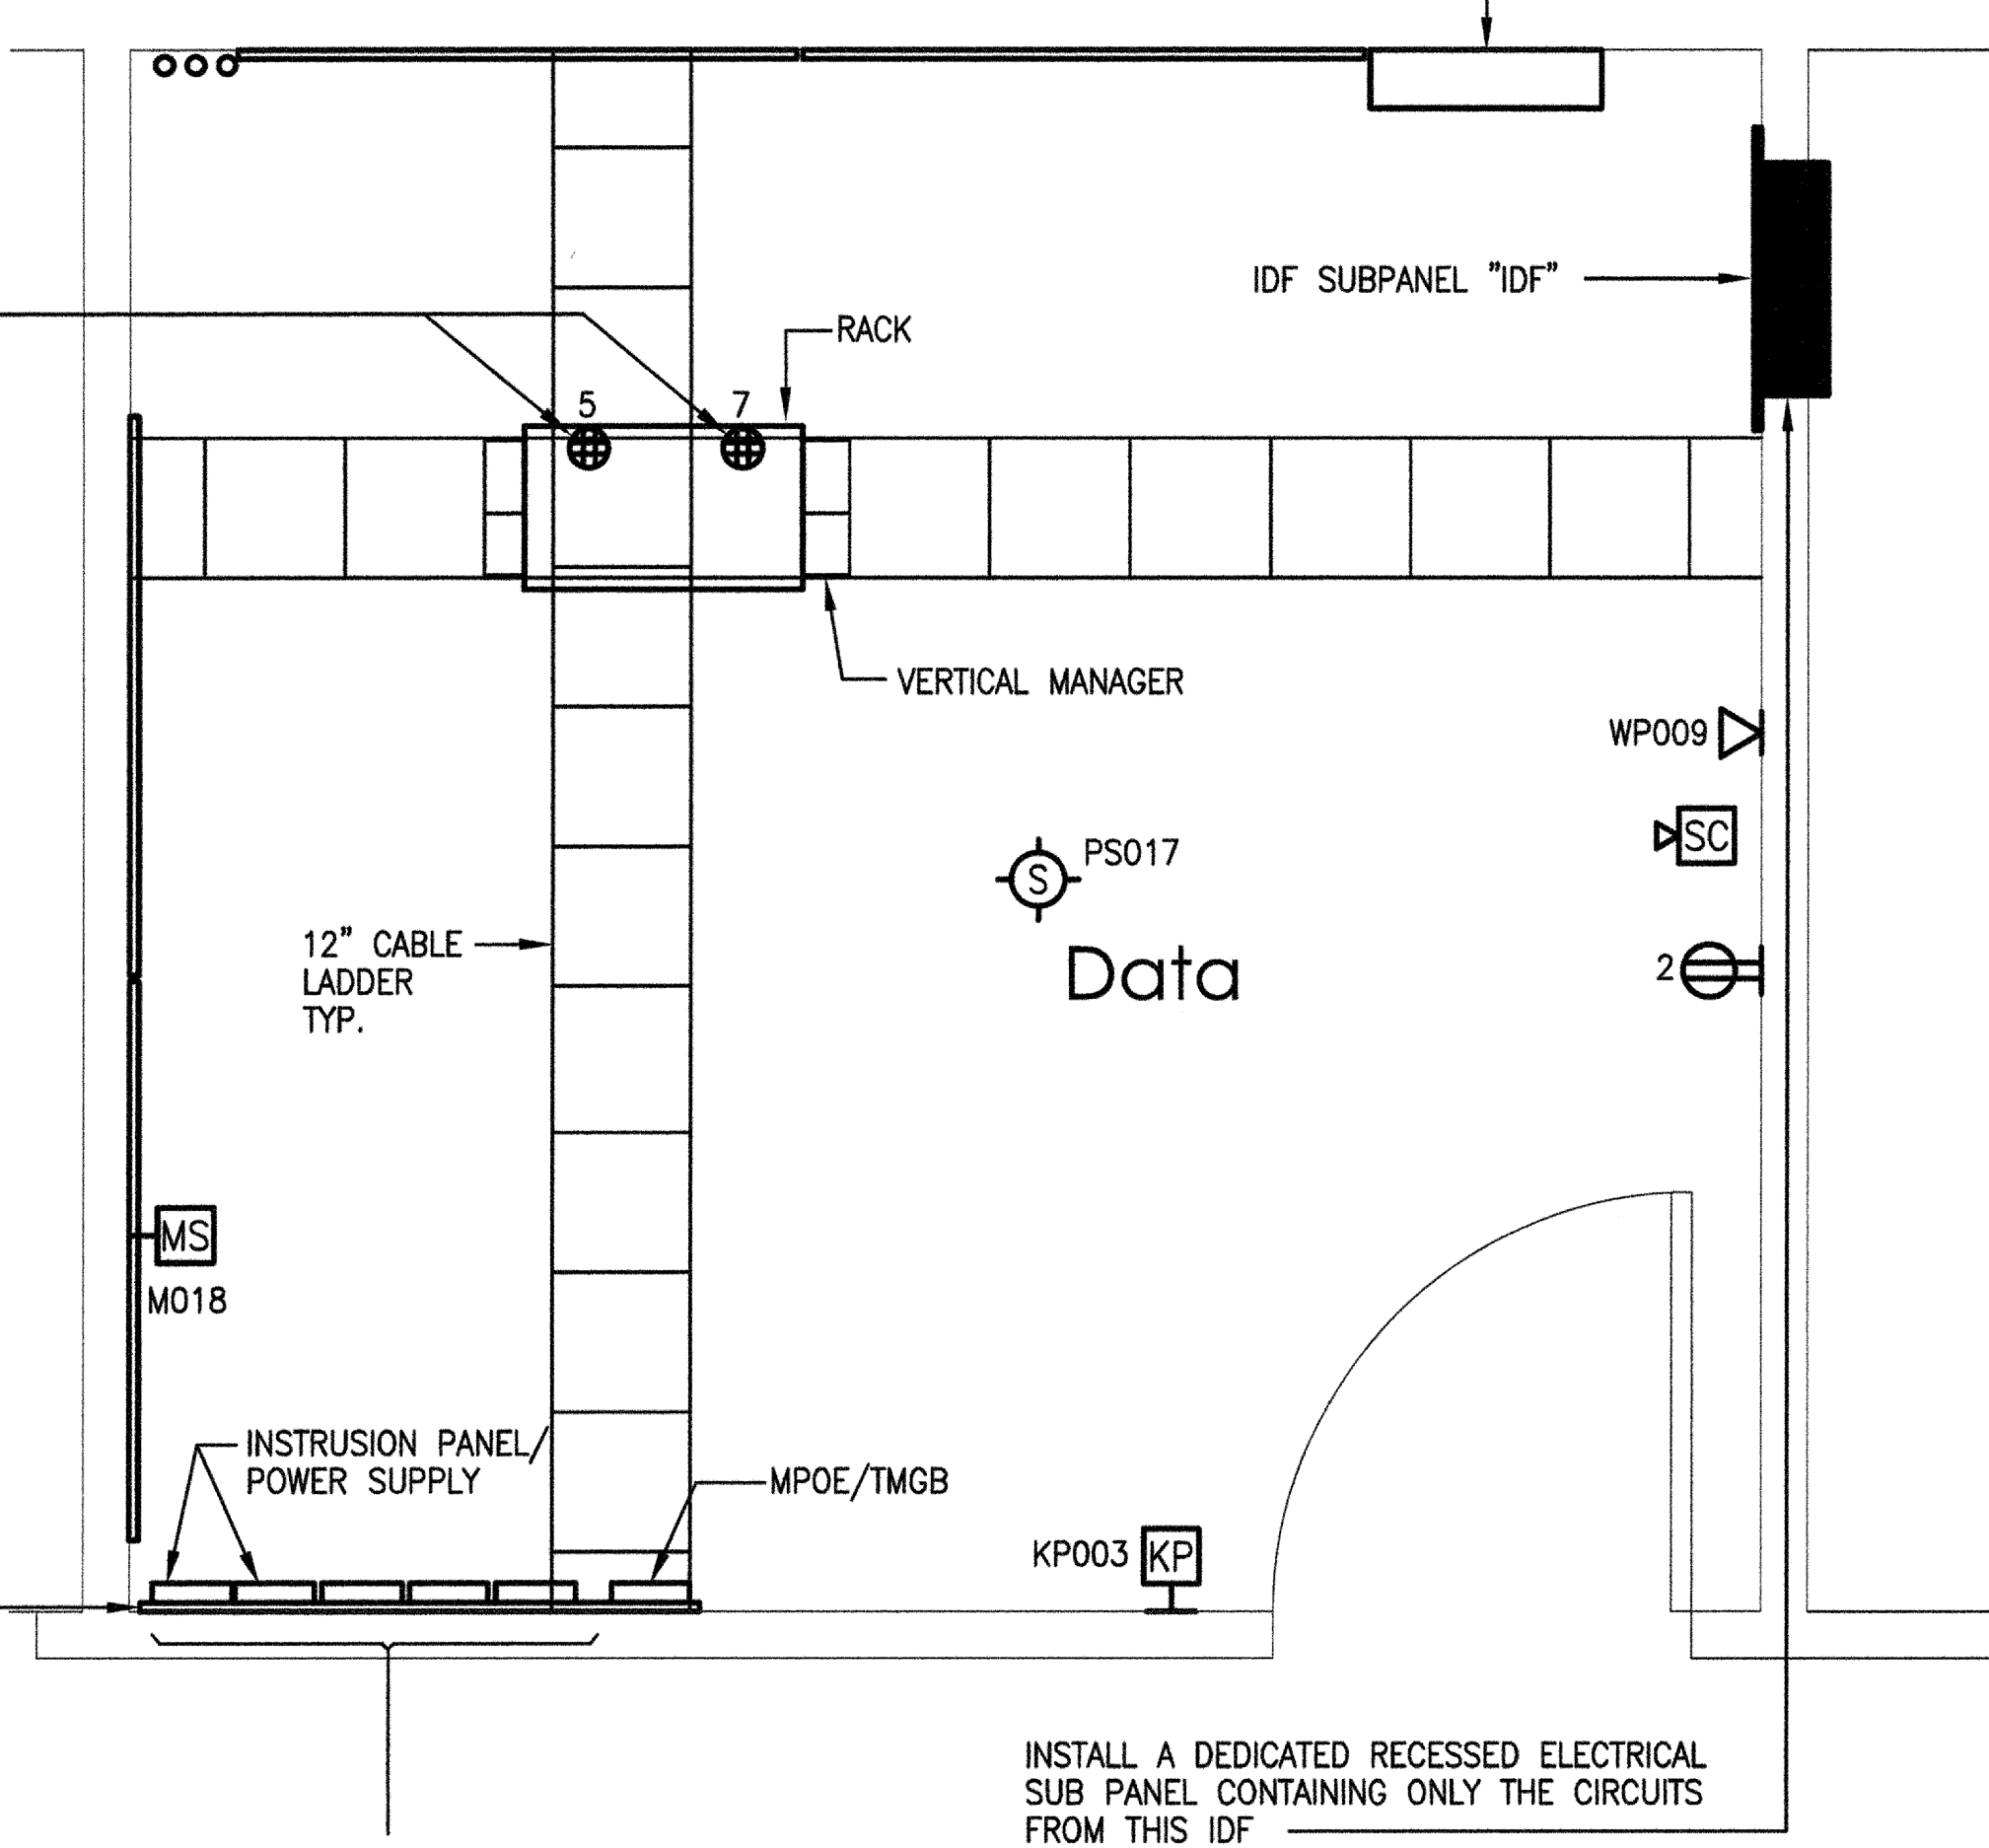 IDF SUBPANEL "IDF"
RACK
5
7
VERTICAL MANAGER
WP009
SC
S
PS017
Data
2
12" CABLE
LADDER
TYP.
MS
M018
INSTRUSION PANEL/
POWER SUPPLY
MPOE/TMGB
KP003
KP
INSTALL A DEDICATED RECESSED ELECTRICAL
SUB PANEL CONTAINING ONLY THE CIRCUITS
FROM THIS IDF